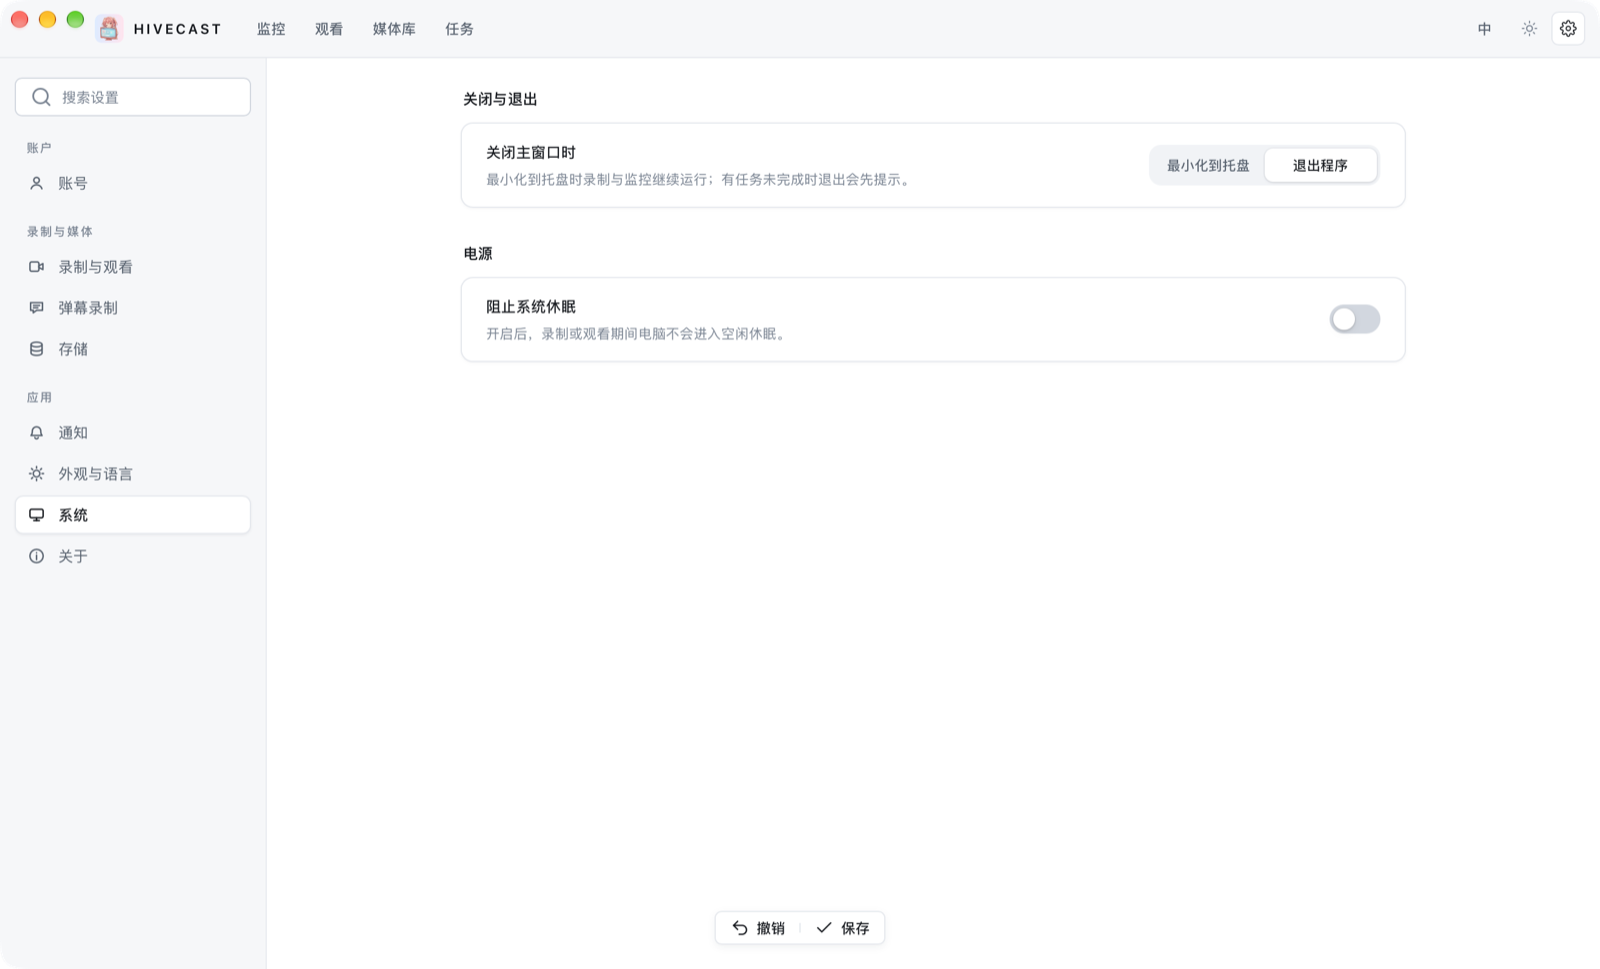 HIVECAST 监控 观看 媒体库 任务 中
搜索设置
账户
账号
录制与媒体
录制与观看
弹幕录制
存储
应用
通知
外观与语言
系统
关于
关闭与退出
关闭主窗口时
最小化到托盘时录制与监控继续运行；有任务未完成时退出会先提示。
最小化到托盘 退出程序
电源
阻止系统休眠
开启后，录制或观看期间电脑不会进入空闲休眠。
撤销 保存